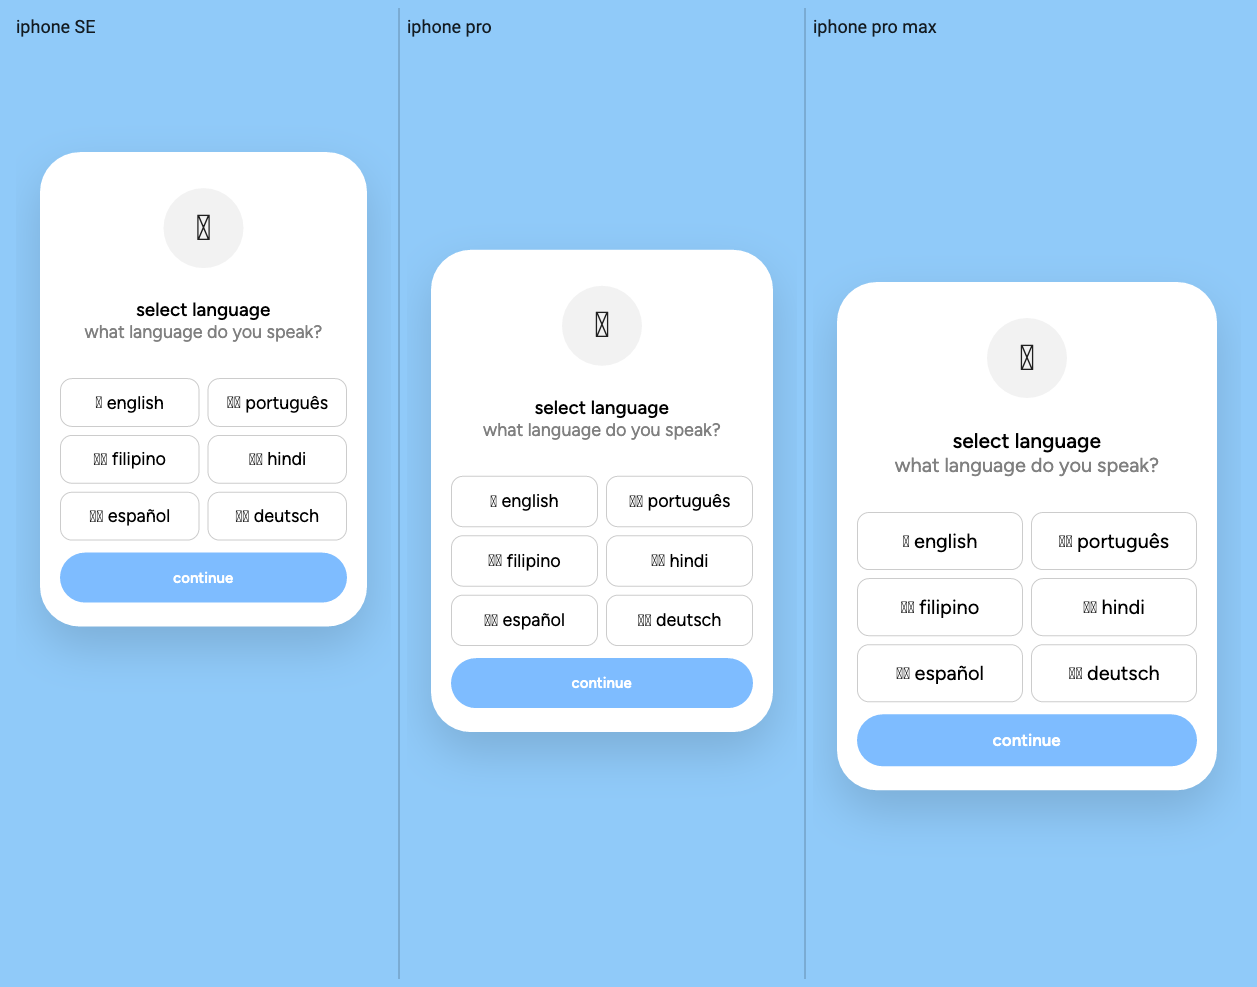 iphone SE
select language
what language do you speak?
english
português
filipino
hindi
español
deutsch
continue
iphone pro
select language
what language do you speak?
english
português
filipino
hindi
español
deutsch
continue
iphone pro max
select language
what language do you speak?
english
português
filipino
hindi
español
deutsch
continue